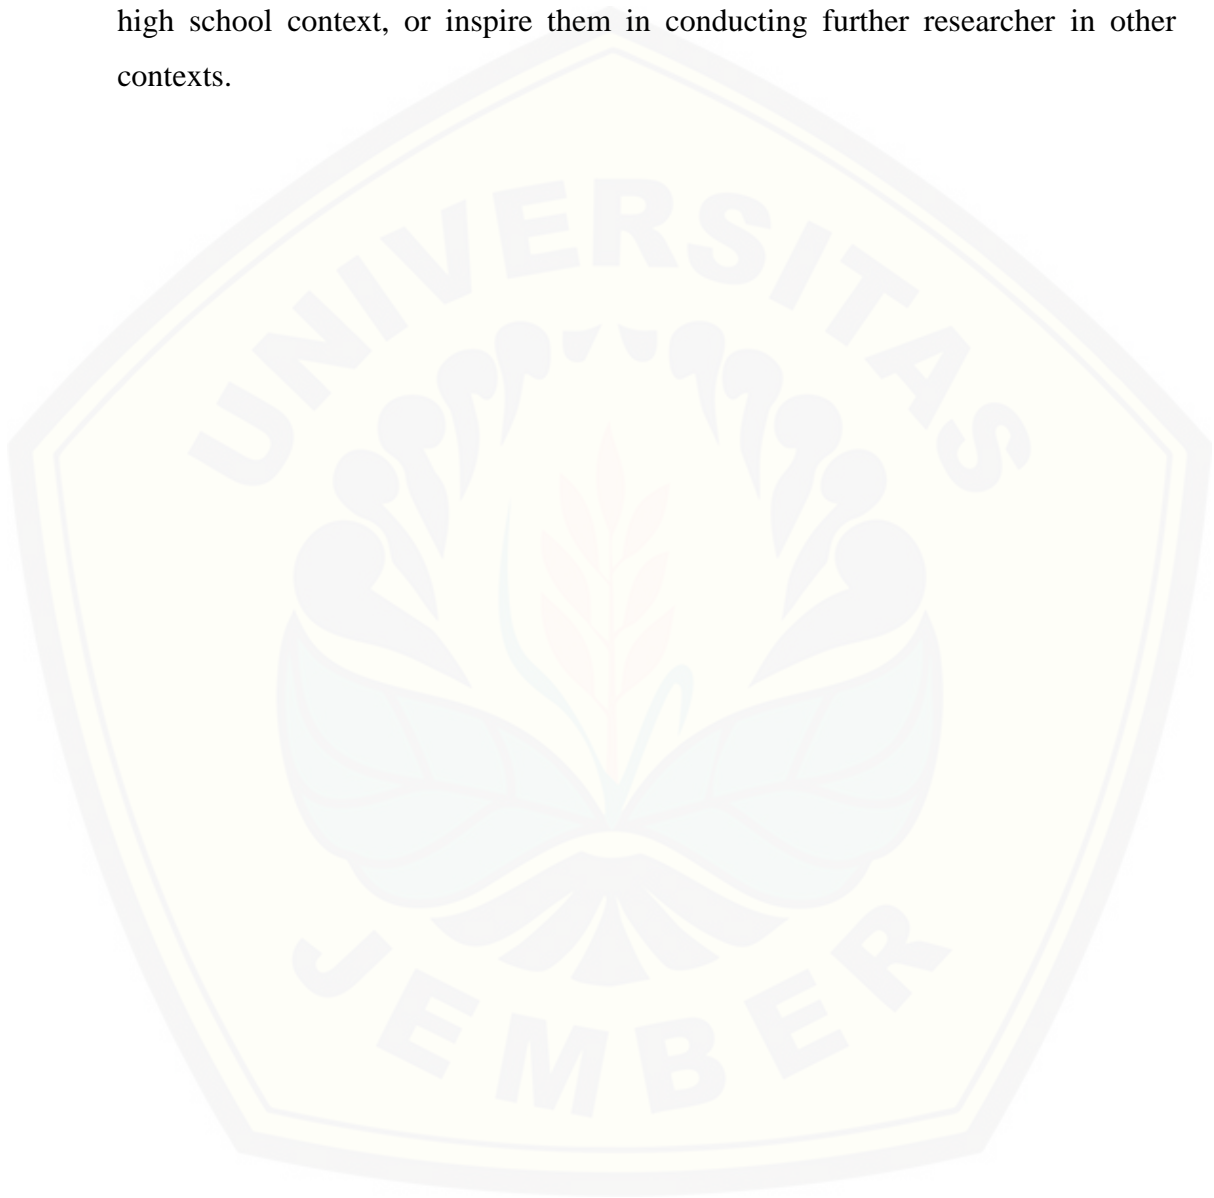 high school context, or inspire them in conducting further researcher in other
contexts.
UNIVERSITAS
JEMBER